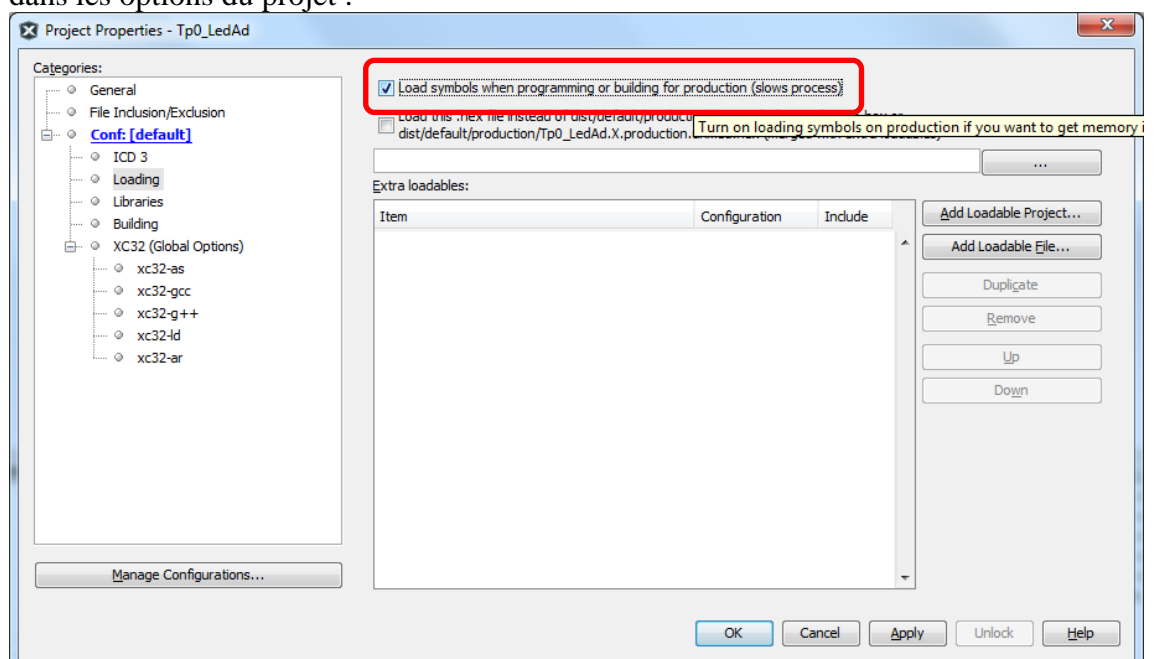 dans les options du projet :
Project Properties - Tp0_LedAd
Categories:
General
File Inclusion/Exclusion
Conf: [default]
ICD 3
Loading
Libraries
Building
XC32 (Global Options)
xc32-as
xc32-gcc
xc32-g++
xc32-ld
xc32-ar
Manage Configurations...
Load symbols when programming or building for production (slows process)
Load this .hex file instead of dist/default/product
dist/default/production/Tp0_LedAd.X.production.
Turn on loading symbols on production if you want to get memory i
...
Extra loadables:
Item Configuration Include
Add Loadable Project...
Add Loadable File...
Duplicate
Remove
Up
Down
OK Cancel Apply Unlock Help